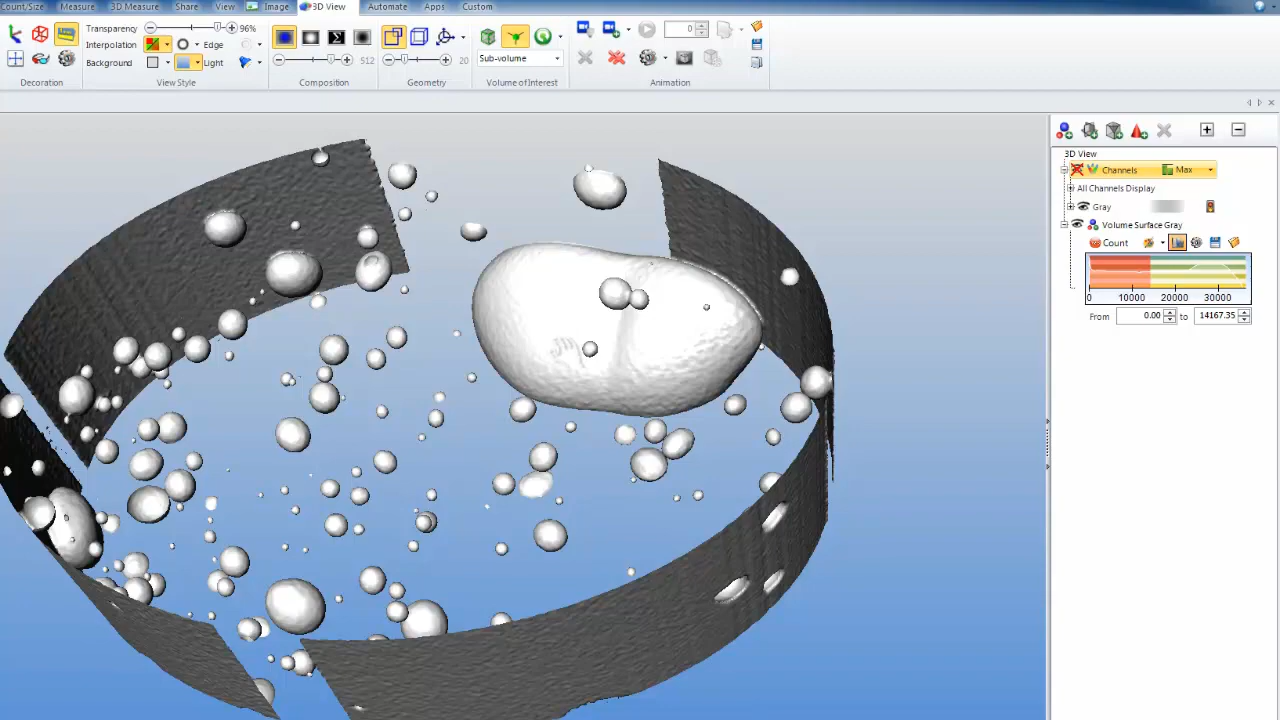 Count/Size Measure 3D Measure Share View Image 3D View Automate Apps Custom
Transparency 96%
Interpolation Edge
Background Light
512
20
Sub-volume
0
Decoration View Style Composition Geometry Volume of Interest Animation
3D View
Channels Max
All Channels Display
Gray
Volume Surface Gray
Count
0 10000 20000 30000
From 0.00 to 14167.35